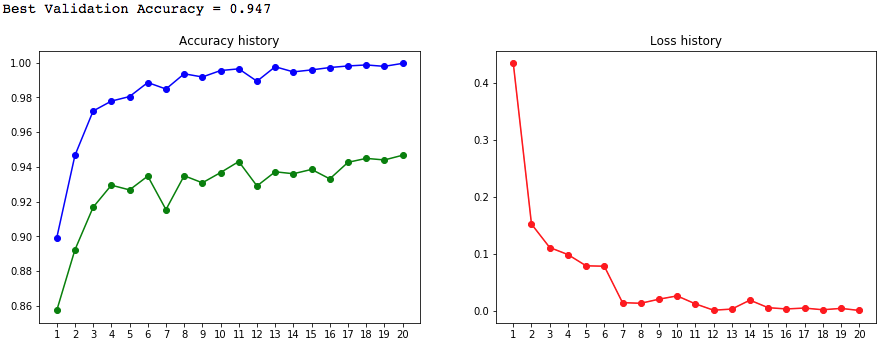 Best Validation Accuracy = 0.947
Accuracy history
1.00
0.98
0.96
0.94
0.92
0.90
0.88
0.86
1 2 3 4 5 6 7 8 9 10 11 12 13 14 15 16 17 18 19 20
Loss history
0.4
0.3
0.2
0.1
0.0
1 2 3 4 5 6 7 8 9 10 11 12 13 14 15 16 17 18 19 20